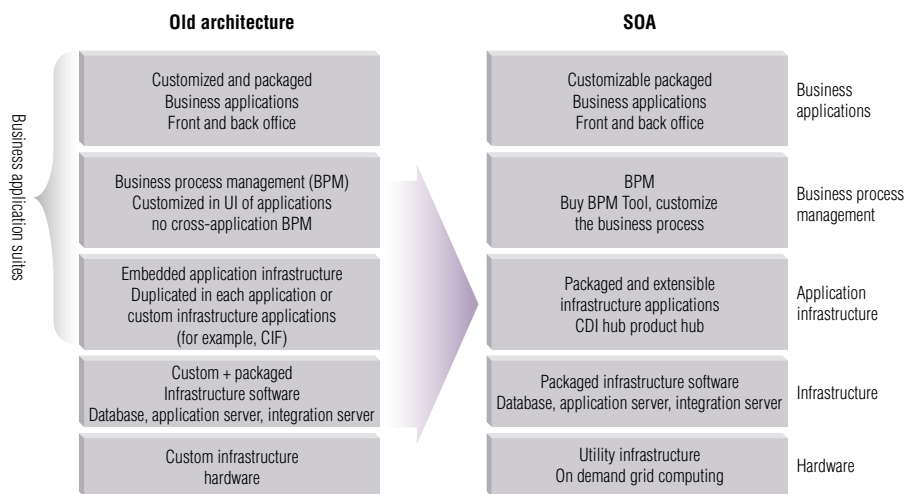 Old architecture
SOA
Business application suites
Customized and packaged
Business applications
Front and back office
Customizable packaged
Business applications
Front and back office
Business
applications
Business process management (BPM)
Customized in UI of applications
no cross-application BPM
BPM
Buy BPM Tool, customize
the business process
Business process
management
Embedded application infrastructure
Duplicated in each application or
custom infrastructure applications
(for example, CIF)
Packaged and extensible
infrastructure applications
CDI hub product hub
Application
infrastructure
Custom + packaged
Infrastructure software
Database, application server, integration server
Packaged infrastructure software
Database, application server, integration server
Infrastructure
Custom infrastructure
hardware
Utility infrastructure
On demand grid computing
Hardware